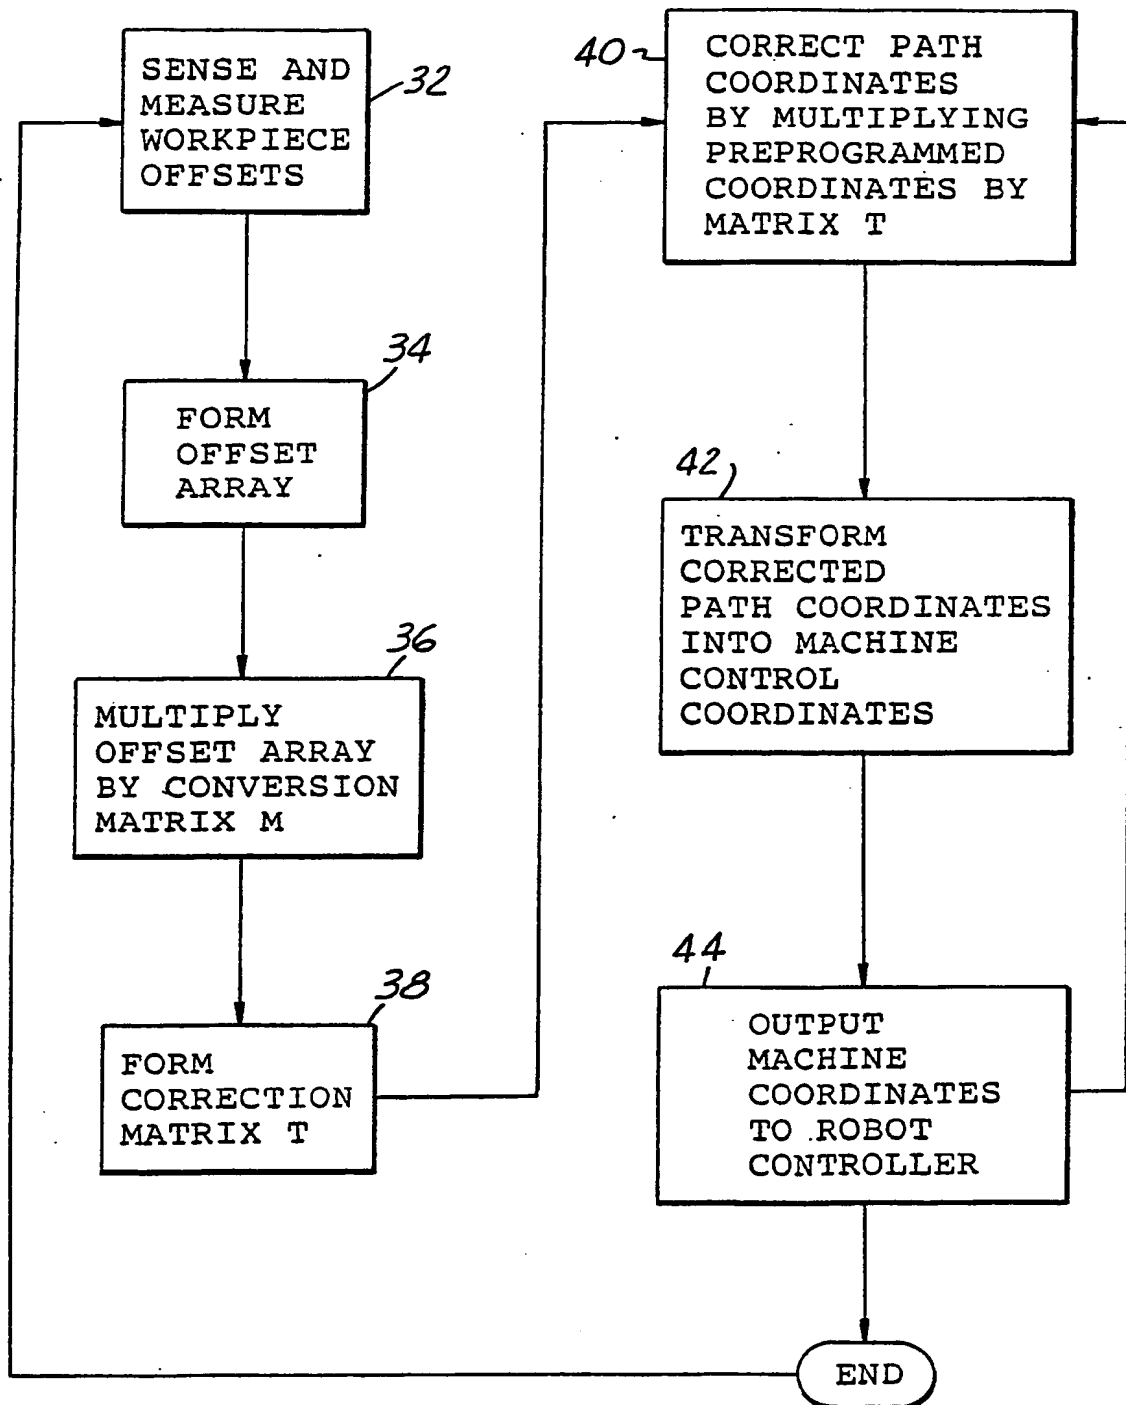 SENSE AND
MEASURE
WORKPIECE
OFFSETS
32
34
FORM
OFFSET
ARRAY
36
MULTIPLY
OFFSET ARRAY
BY CONVERSION
MATRIX M
38
FORM
CORRECTION
MATRIX T
40
CORRECT PATH
COORDINATES
BY MULTIPLYING
PREPROGRAMMED
COORDINATES BY
MATRIX T
42
TRANSFORM
CORRECTED
PATH COORDINATES
INTO MACHINE
CONTROL
COORDINATES
44
OUTPUT
MACHINE
COORDINATES
TO ROBOT
CONTROLLER
END